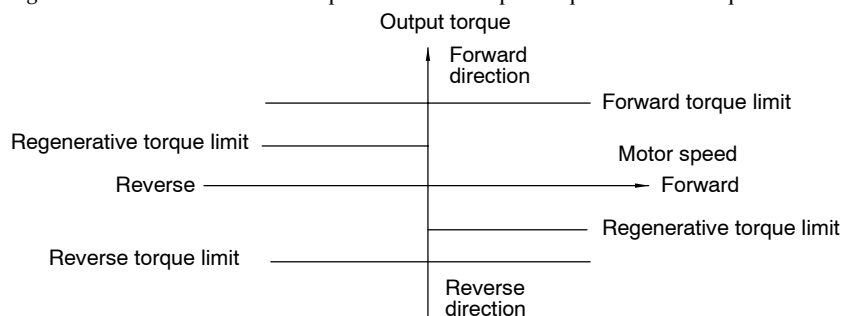 Output torque
Forward
direction
Forward torque limit
Regenerative torque limit
Motor speed
Reverse
Forward
Regenerative torque limit
Reverse torque limit
Reverse
direction